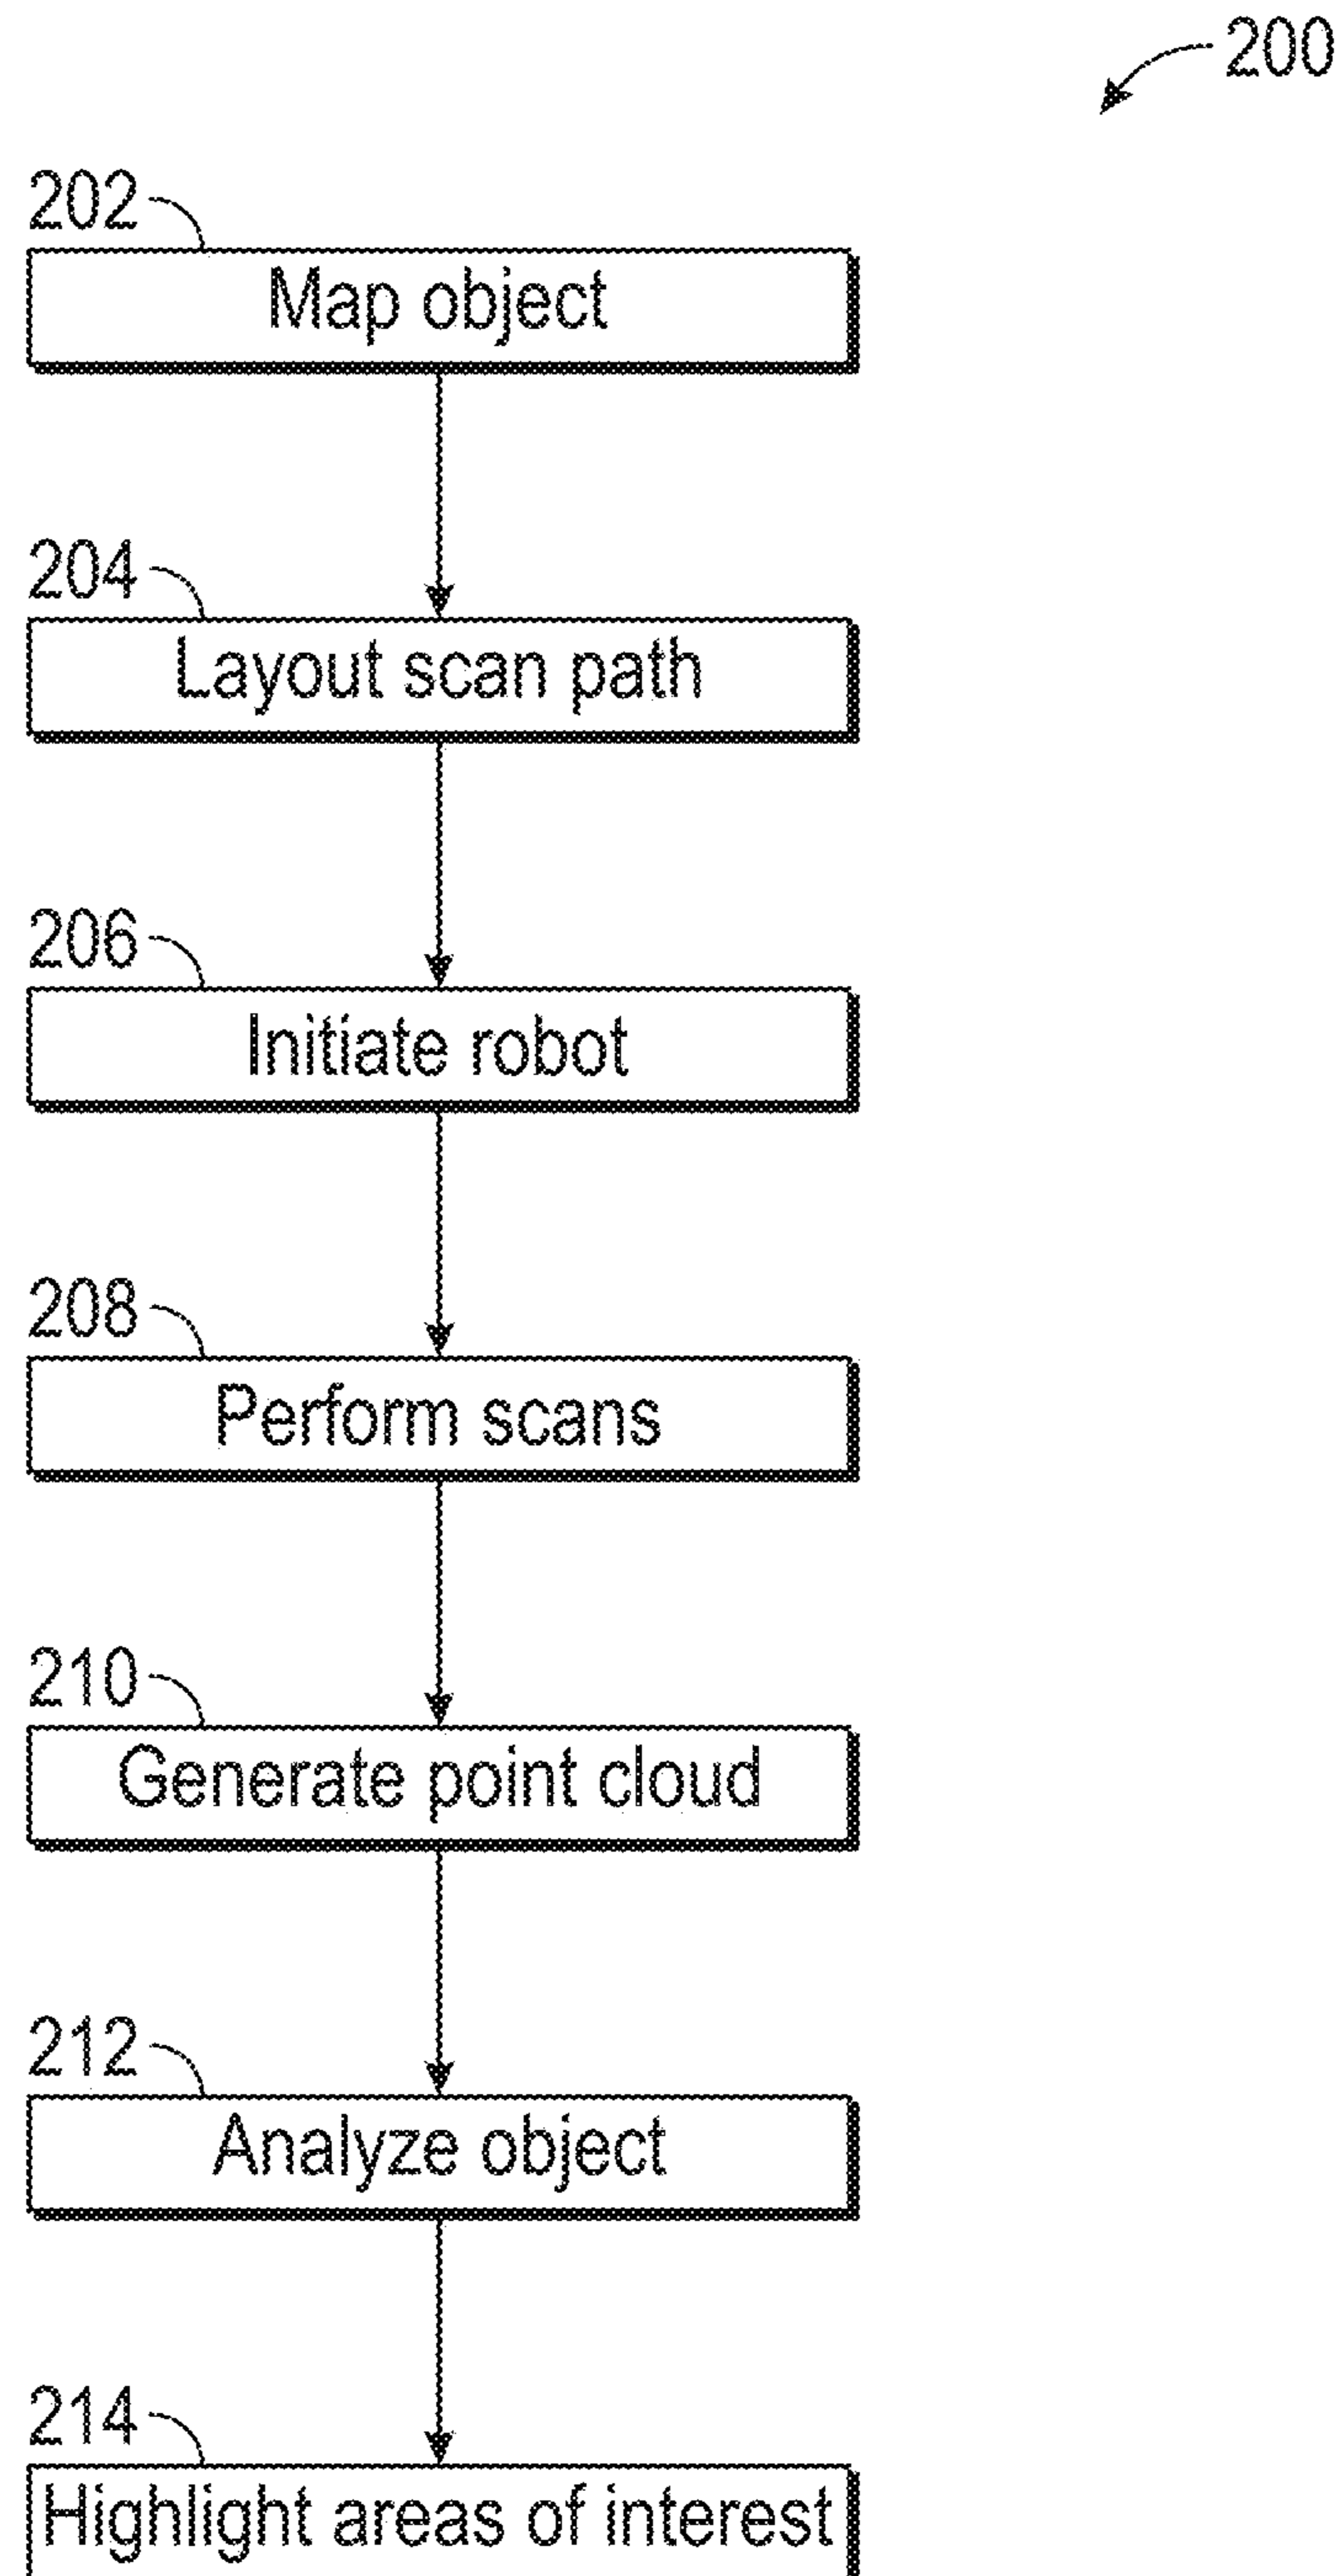 200
202
Map object
204
Layout scan path
206
Initiate robot
208
Perform scans
210
Generate point cloud
212
Analyze object
214
Highlight areas of interest